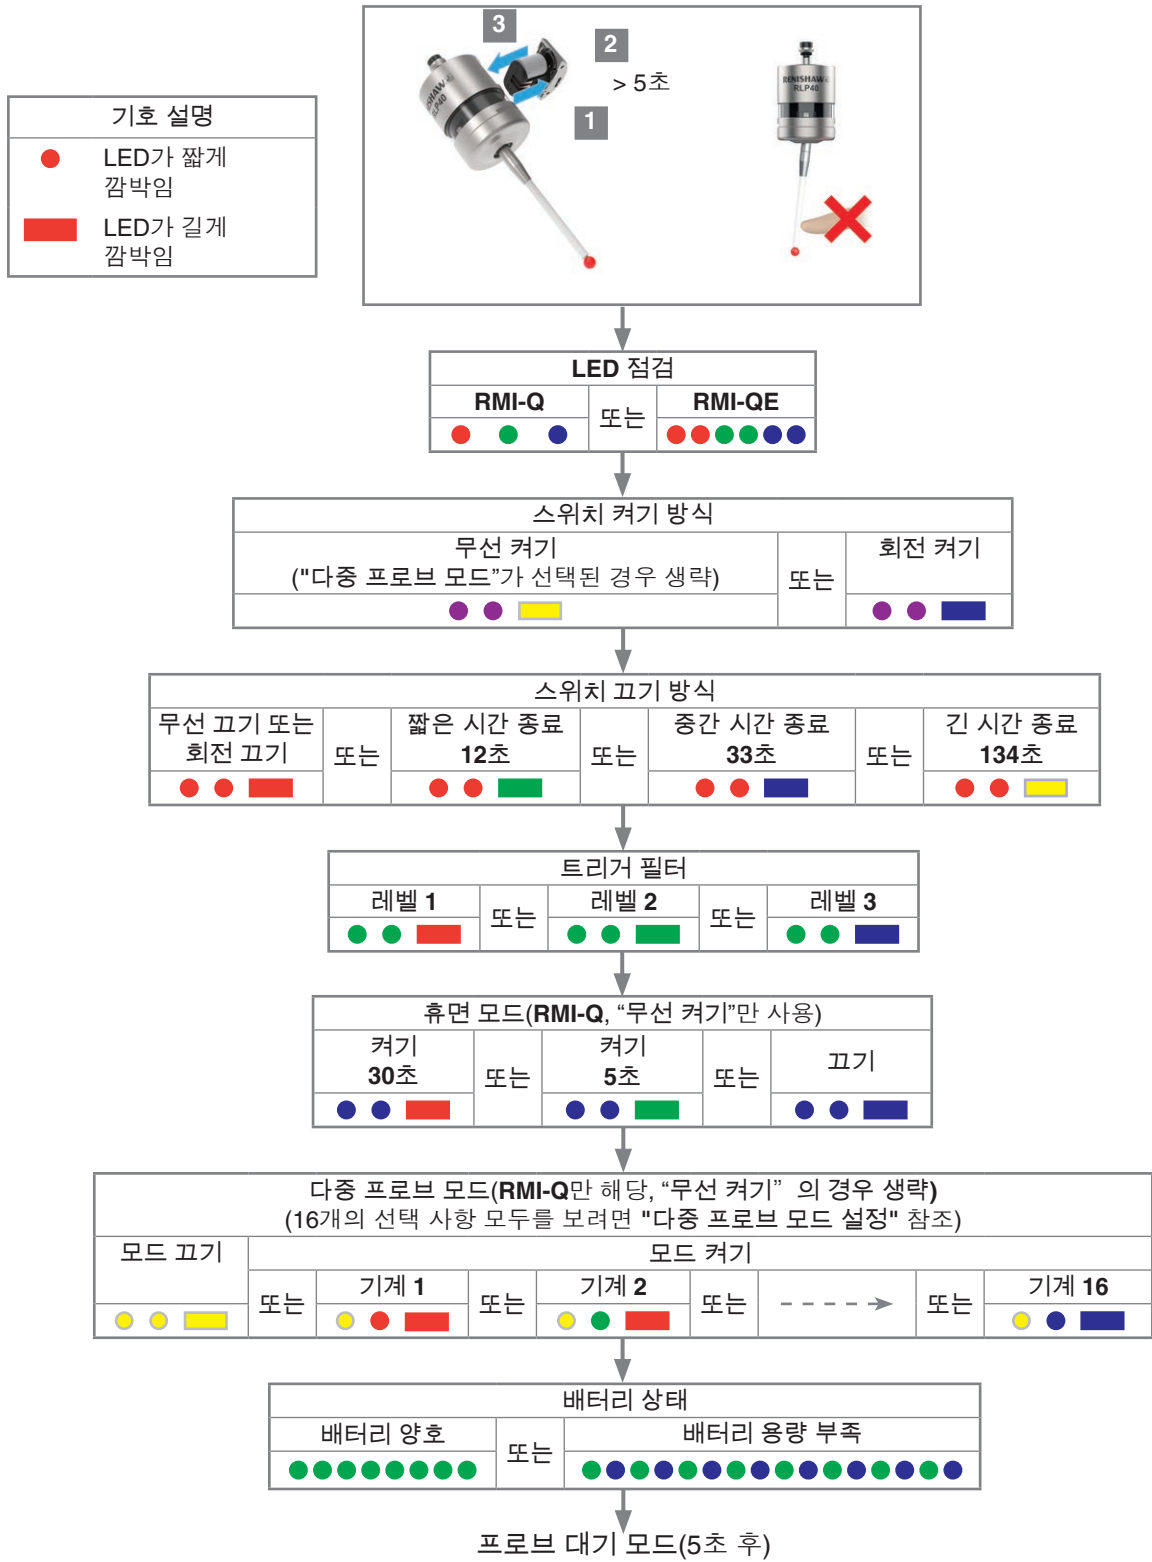 3
2
> 5초
1
RENISHAW
RLP40
RENISHAW
RLP40
기호 설명
LED가 짧게
깜박임
LED가 길게
깜박임
LED 점검
RMI-Q
또는
RMI-QE
스위치 켜기 방식
무선 켜기
("다중 프로브 모드”가 선택된 경우 생략)
또는
회전 켜기
스위치 끄기 방식
무선 끄기 또는
회전 끄기
또는
짧은 시간 종료
12초
또는
중간 시간 종료
33초
또는
긴 시간 종료
134초
트리거 필터
레벨 1
또는
레벨 2
또는
레벨 3
휴면 모드(RMI-Q, “무선 켜기”만 사용)
켜기
30초
또는
켜기
5초
또는
끄기
다중 프로브 모드(RMI-Q만 해당, “무선 켜기” 의 경우 생략)
(16개의 선택 사항 모두를 보려면 "다중 프로브 모드 설정" 참조)
모드 끄기
모드 켜기
또는
기계 1
또는
기계 2
또는
또는
기계 16
배터리 상태
배터리 양호
또는
배터리 용량 부족
프로브 대기 모드(5초 후)